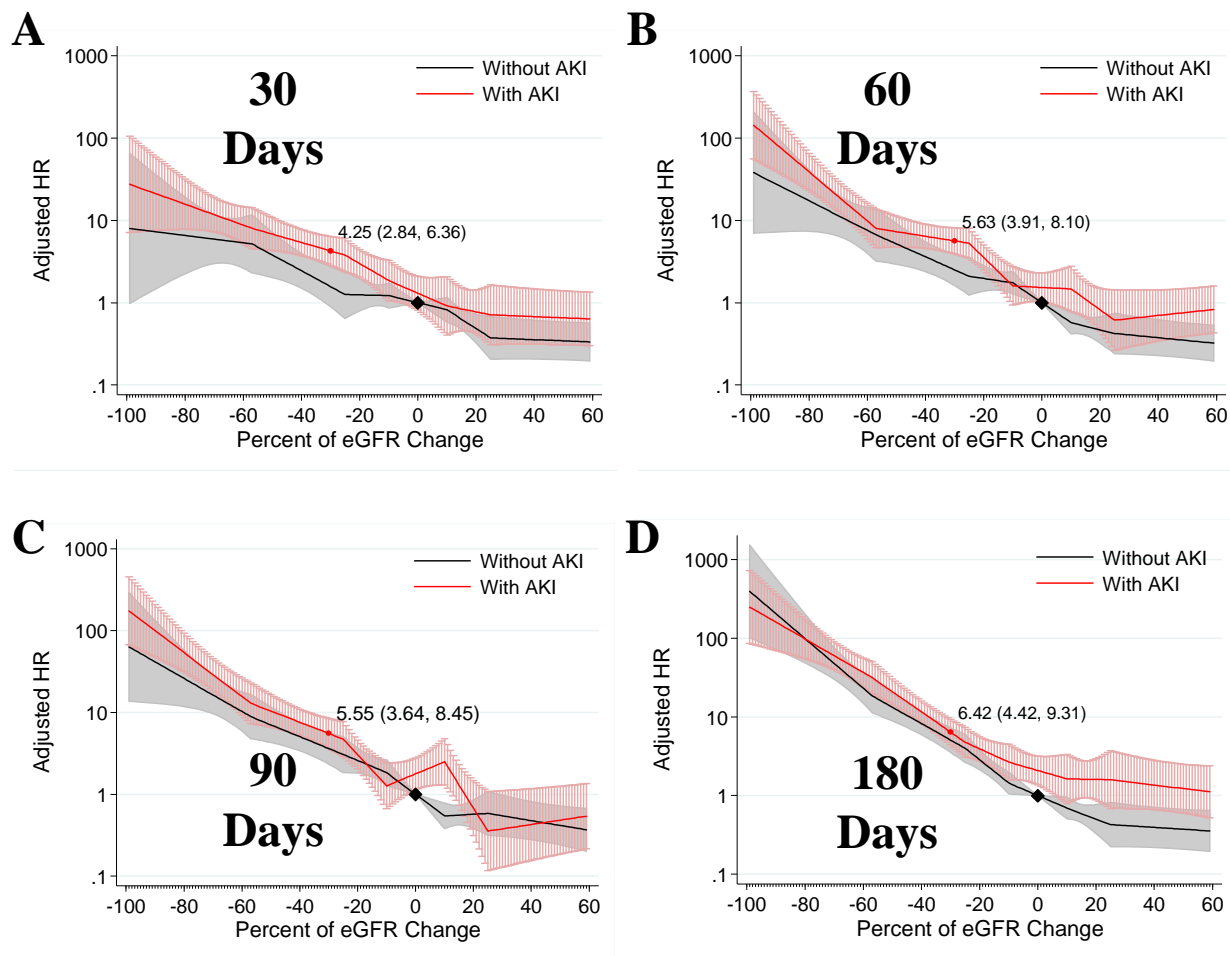 A
30
Days
Without AKI
With AKI
1000
100
10
1
.1
Adjusted HR
4.25 (2.84, 6.36)
-100 -80 -60 -40 -20 0 20 40 60
Percent of eGFR Change
B
60
Days
Without AKI
With AKI
1000
100
10
1
.1
Adjusted HR
5.63 (3.91, 8.10)
-100 -80 -60 -40 -20 0 20 40 60
Percent of eGFR Change
C
90
Days
Without AKI
With AKI
1000
100
10
1
.1
Adjusted HR
5.55 (3.64, 8.45)
-100 -80 -60 -40 -20 0 20 40 60
Percent of eGFR Change
D
180
Days
Without AKI
With AKI
1000
100
10
1
.1
Adjusted HR
6.42 (4.42, 9.31)
-100 -80 -60 -40 -20 0 20 40 60
Percent of eGFR Change